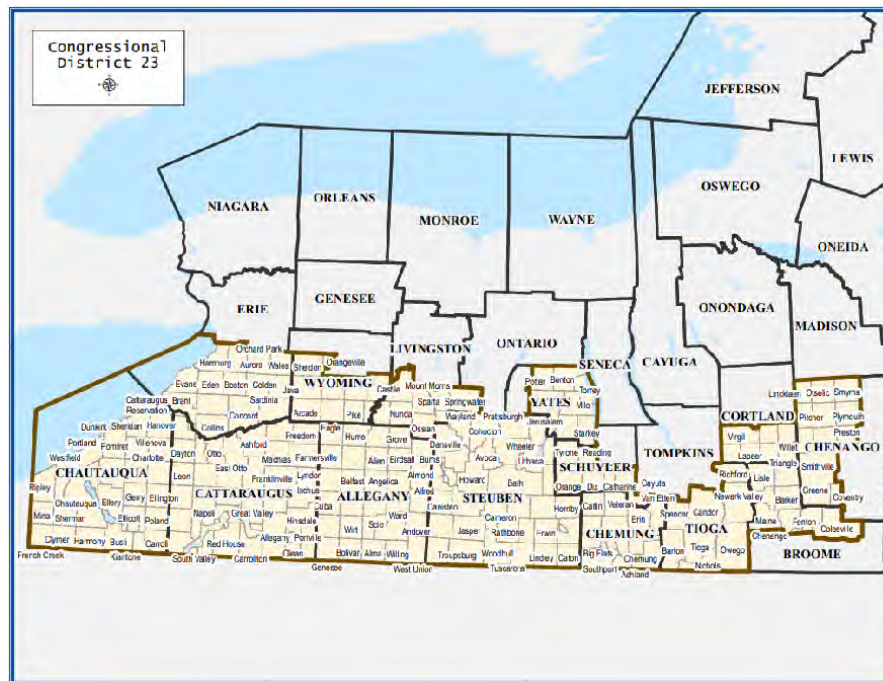 Congressional
District 23
JEFFERSON
LEWIS
OSWEGO
NIAGARA
ORLEANS
MONROE
WAYNE
ONEIDA
ERIE
GENESEE
ONONDAGA
MADISON
LIVINGSTON
ONTARIO
SENECA
CAYUGA
Orchard Park
Hamburg Aurora Wales Sheldon Orangeville
WYOMING
Castle Mount Morris
Potter Benton
Evans Eden Boston Colden
Java
Sparta Springwater
YATES
Torrey
Milo
Lincklaen Otselic Smyrna
Cattaraugus
Reservation
Brant
Sardinia
Arcade
Pike
Nunda
Wayland
Prattsburgh
Jerusalem
CORTLAND
Pitcher Plymouth
Collins
Concord
Eagle
Ossian
Cohocton
Starkey
Virgil
Preston
Dunkirk Sheridan Hanover
Freedom
Hume
Grove
Dansville
Wheeler
Tyrone Reading
TOMPKINS
Lapeer
Willet
CHENANGO
Portland
Pomfret
Villenova
Dayton
Otto
Ashford
Farmersville
Avoca
Urbana
SCHUYLER
Triangle
Smithville
Westfield
Charlotte
East Otto
Machias
Allen Birdsall
Burns
Richford
Lisle
CHAUTAUQUA
Leon
Franklinville
Lyndon
Belfast Angelica
Almond
Howard
Bath
Orange Dix
Cayuta
Greene
Ripley
CATTARAUGUS
Ischua
ALLEGANY
Alfred
STEUBEN
Catharine
Van Etten
Newark Valley
Barker
Coventry
Chautauqua Ellery Gerry Ellington
Cuba
Canisteo
Hornby
Catlin
Veteran
Spencer Candor
Mina Sherman
Ellicott
Poland
Napoli
Great Valley
Hinsdale
Ward
Cameron
Erin
TIOGA
Maine
Fenton
Colesville
Wirt
Scio
Andover
Jasper
Rathbone
Erwin
CHEMUNG
Chenango
Clymer Harmony Busti Carroll
Red House
Allegany Portville
Big Flats
Barton
Tioga
Owego
BROOME
French Creek
Olean
Bolivar Alma Willing
Troupsburg Woodhull
Lindley
Caton
Chemung
Nichols
South Valley Carrollton
Genesee
West Union
Tuscarora
Southport
Ashland